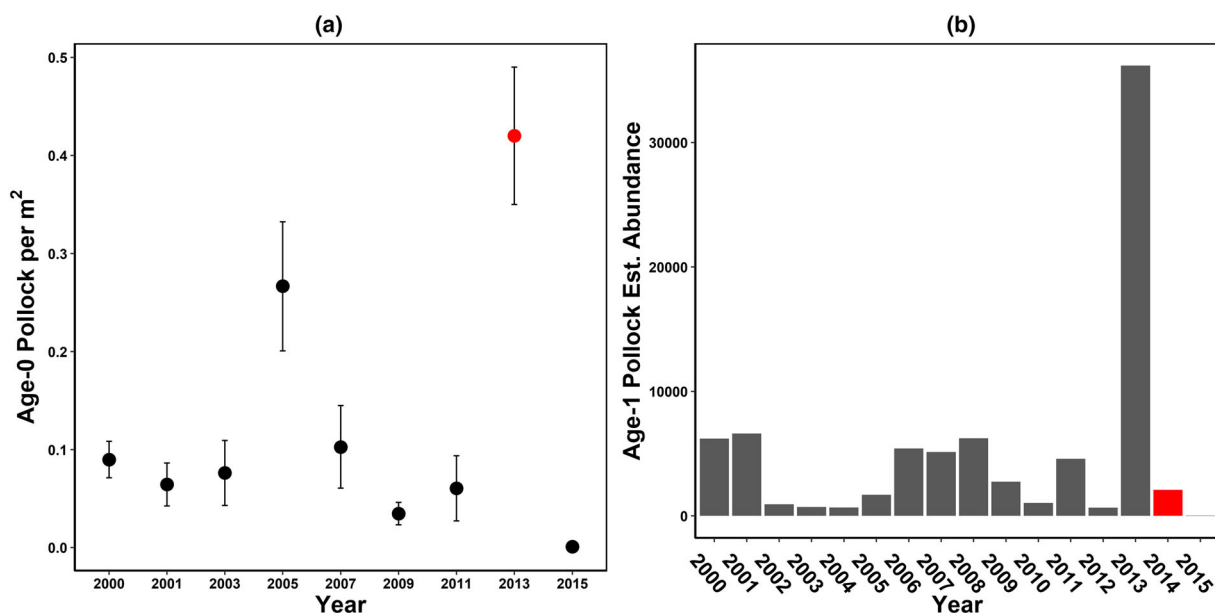 (a)
Age-0 Pollock per m²
0.5
0.4
0.3
0.2
0.1
0.0
2000 2001 2003 2005 2007 2009 2011 2013 2015
Year
(b)
Age-1 Pollock Est. Abundance
30000
20000
10000
0
2000 2001 2002 2003 2004 2005 2006 2007 2008 2009 2010 2011 2012 2013 2014 2015
Year